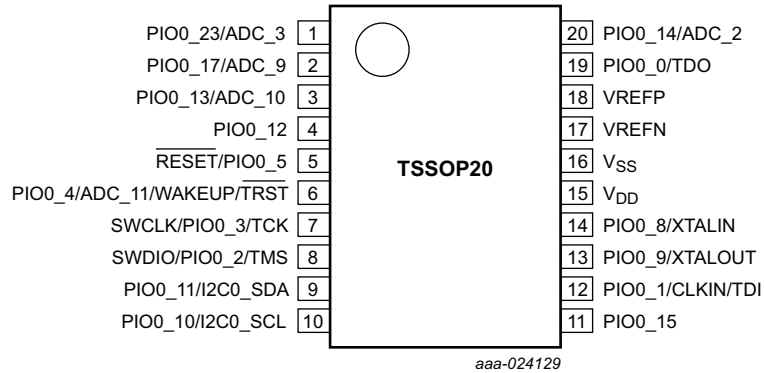 PIO0_23/ADC_3 1
PIO0_17/ADC_9 2
PIO0_13/ADC_10 3
PIO0_12 4
RESET/PIO0_5 5
PIO0_4/ADC_11/WAKEUP/TRST 6
SWCLK/PIO0_3/TCK 7
SWDIO/PIO0_2/TMS 8
PIO0_11/I2C0_SDA 9
PIO0_10/I2C0_SCL 10
TSSOP20
20 PIO0_14/ADC_2
19 PIO0_0/TDO
18 VREFP
17 VREFN
16 VSS
15 VDD
14 PIO0_8/XTALIN
13 PIO0_9/XTALOUT
12 PIO0_1/CLKIN/TDI
11 PIO0_15
aaa-024129